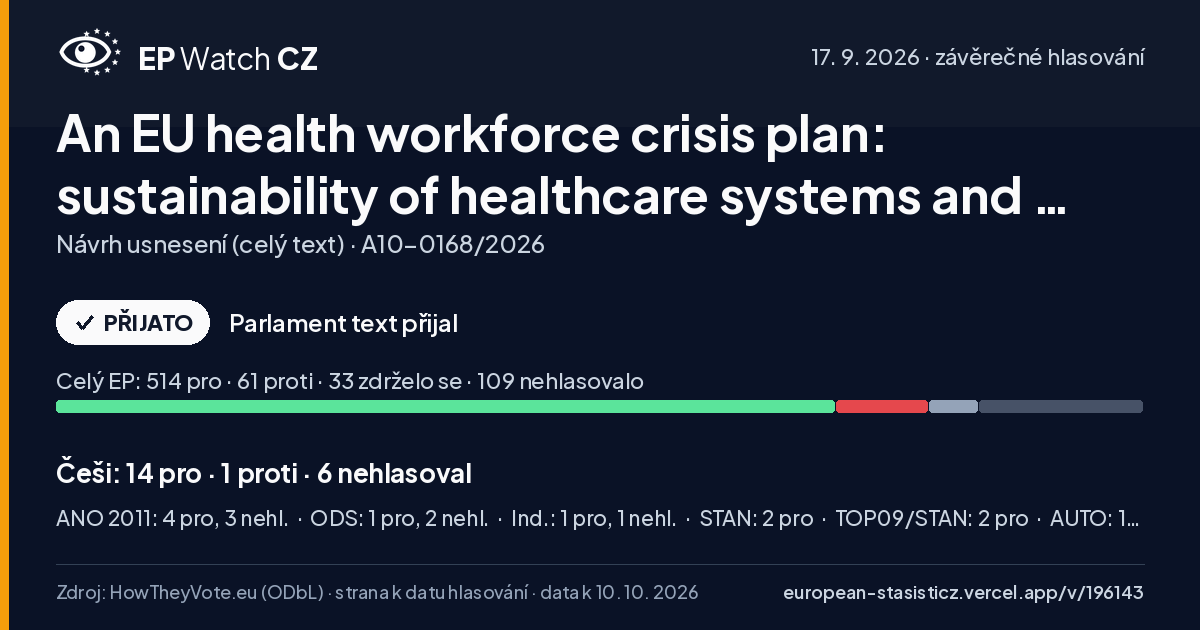 EP Watch CZ
17. 9. 2026 · závěrečné hlasování
An EU health workforce crisis plan:
sustainability of healthcare systems and …
Návrh usnesení (celý text) · A10–0168/2026
✓ PŘIJATO Parlament text přijal
Celý EP: 514 pro · 61 proti · 33 zdrželo se · 109 nehlasovalo
Češi: 14 pro · 1 proti · 6 nehlasoval
ANO 2011: 4 pro, 3 nehl. · ODS: 1 pro, 2 nehl. · Ind.: 1 pro, 1 nehl. · STAN: 2 pro · TOP09/STAN: 2 pro · AUTO: 1…
Zdroj: HowTheyVote.eu (ODbL) · strana k datu hlasování · data k 10. 10. 2026
european-stasisticz.vercel.app/v/196143